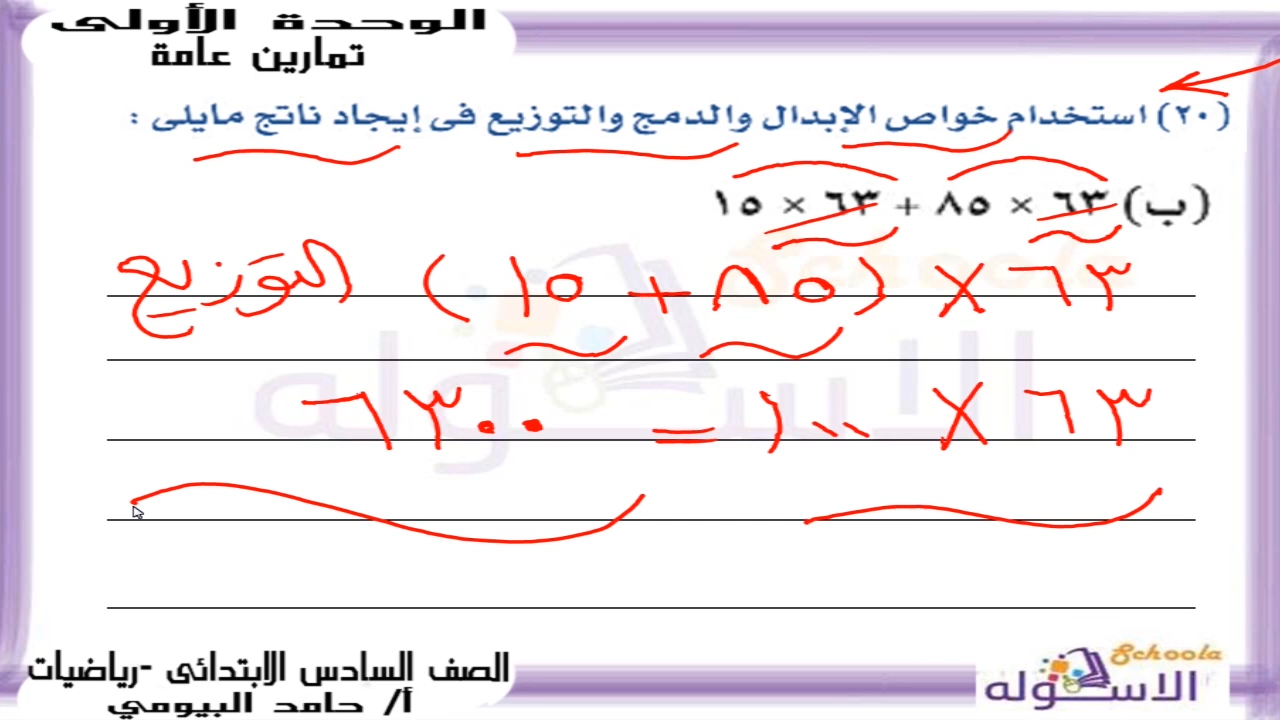 الوحدة الأولى
تمارين عامة
(٢٠) استخدام خواص الإبدال والدمج والتوزيع فى إيجاد ناتج مايلى :
(ب) ٦٣ × ٨٥ + ٦٣ × ١٥
٦٣ × (٨٥ + ١٥) التوزيع
٦٣ × ١٠٠ = ٦٣٠٠
الصف السادس الابتدائى -رياضيات
أ/ حامد البيومي
Schoola
الاسكوله